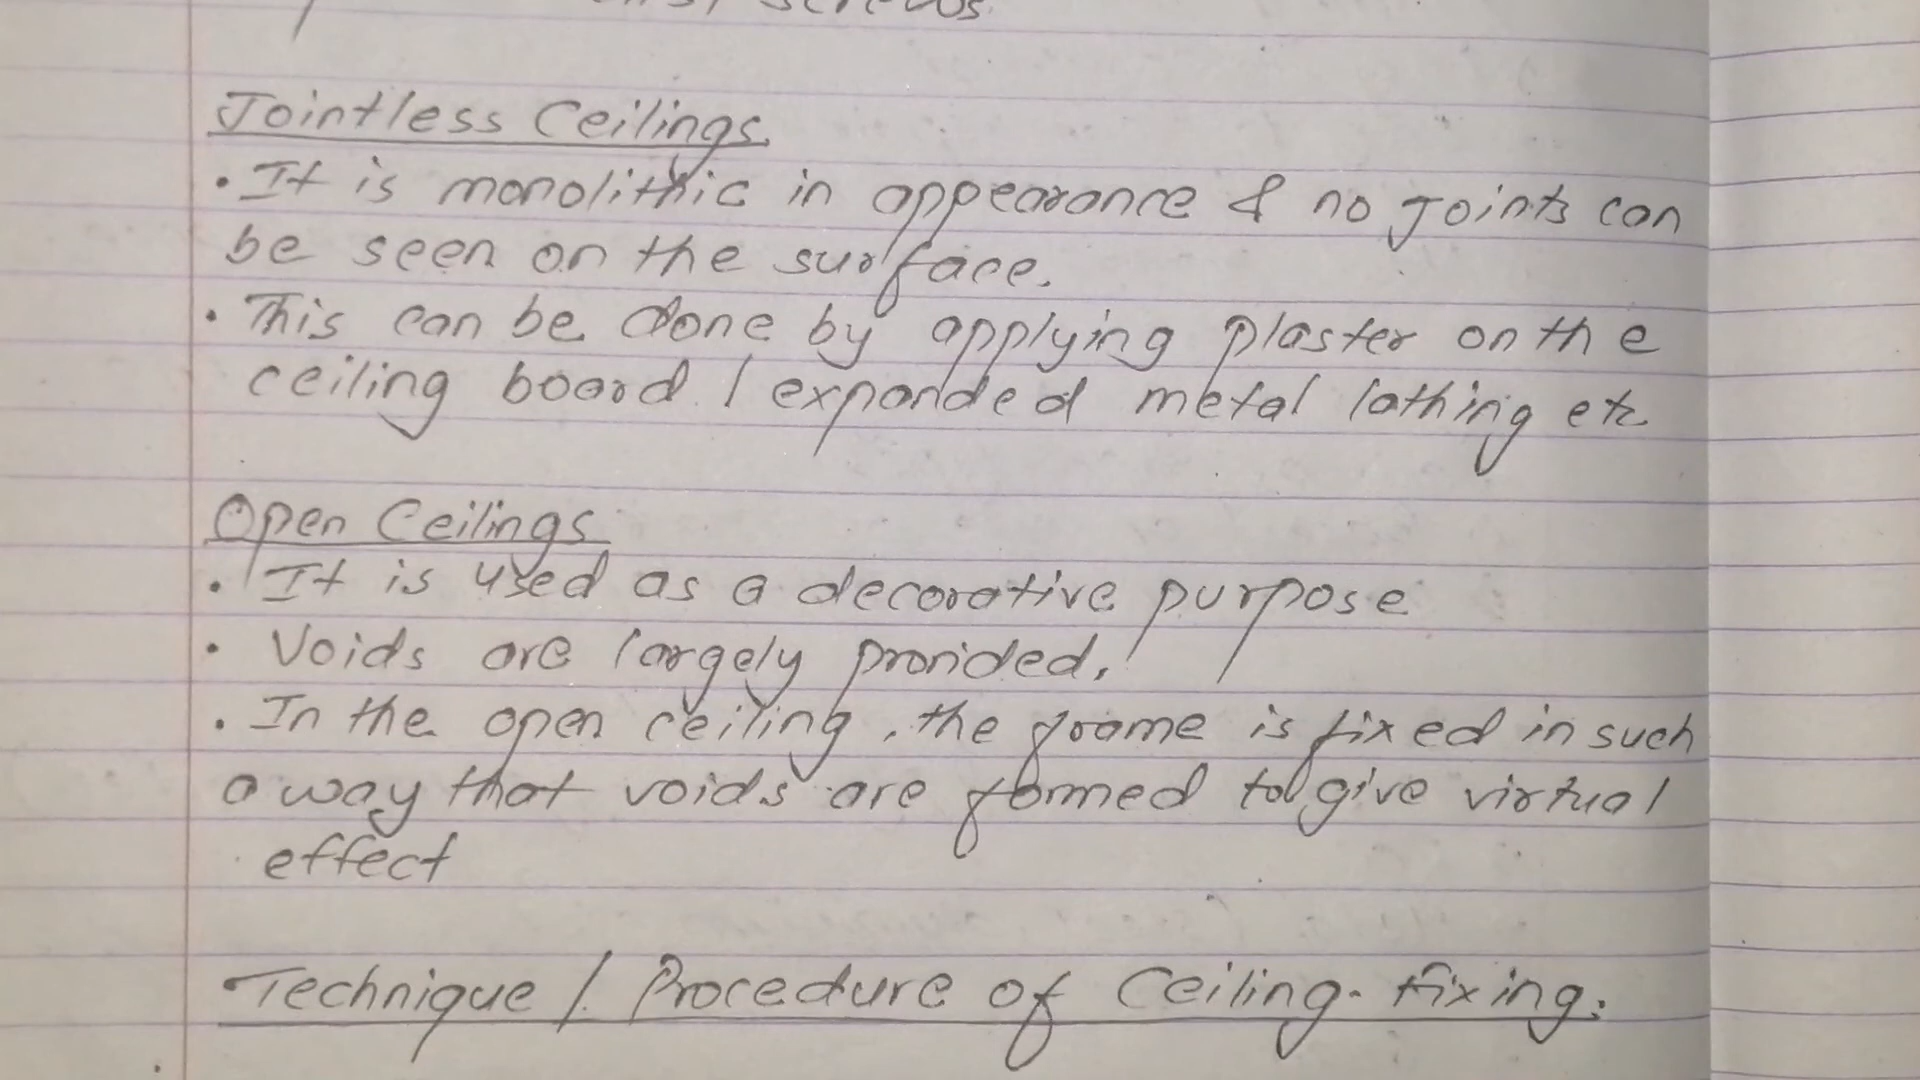 screws.
Jointless Ceilings.
• It is monolithic in appearance & no Joints can
be seen on the surface.
• This can be done by applying plaster on the
ceiling board / expanded metal lathing etc.
Open Ceilings
• It is used as a decorative purpose
• Voids are largely provided.
• In the open ceiling, the frame is fixed in such
a way that voids are formed to give virtual
effect
Technique / Procedure of Ceiling-fixing: